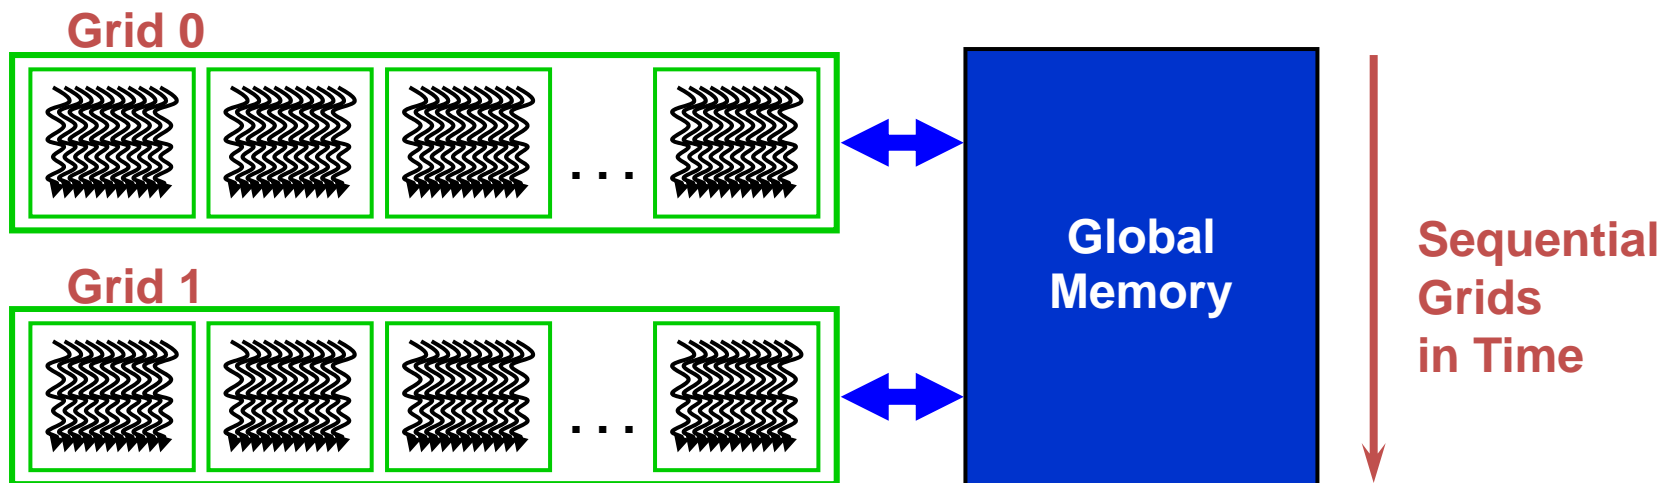 Grid 0
. . .
Grid 1
. . .
Global
Memory
Sequential
Grids
in Time